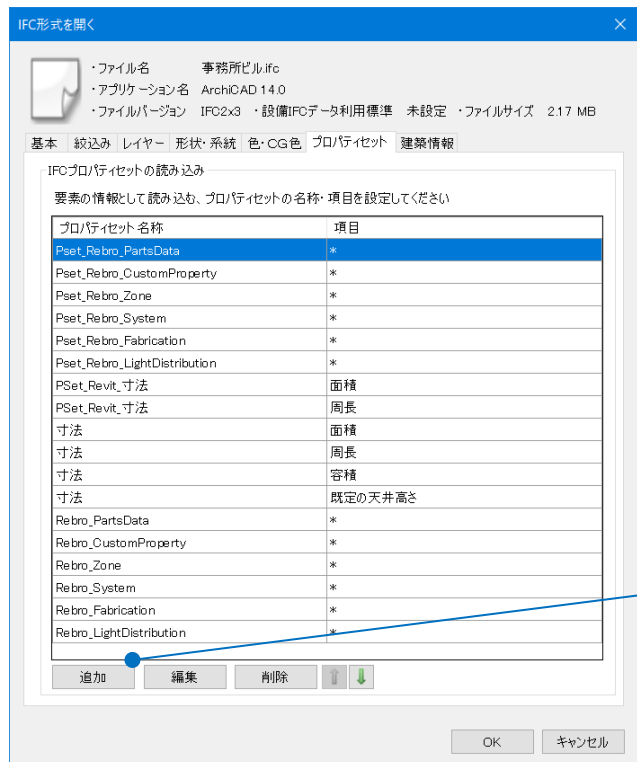 IFC形式を開く
・ファイル名 事務所ビル.ifc
・アプリケーション名 ArchiCAD 14.0
・ファイルバージョン IFC2x3 ・設備IFCデータ利用標準 未設定 ・ファイルサイズ 2.17 MB
基本 絞込み レイヤー 形状・系統 色・CG色 プロパティセット 建築情報
IFCプロパティセットの読み込み
要素の情報として読み込む、プロパティセットの名称・項目を設定してください
プロパティセット名称 項目
Pset_Rebro_PartsData *
Pset_Rebro_CustomProperty *
Pset_Rebro_Zone *
Pset_Rebro_System *
Pset_Rebro_Fabrication *
Pset_Rebro_LightDistribution *
PSet_Revit_寸法 面積
PSet_Revit_寸法 周長
寸法 面積
寸法 周長
寸法 容積
寸法 既定の天井高さ
Rebro_PartsData *
Rebro_CustomProperty *
Rebro_Zone *
Rebro_System *
Rebro_Fabrication *
Rebro_LightDistribution *
追加 編集 削除
OK キャンセル